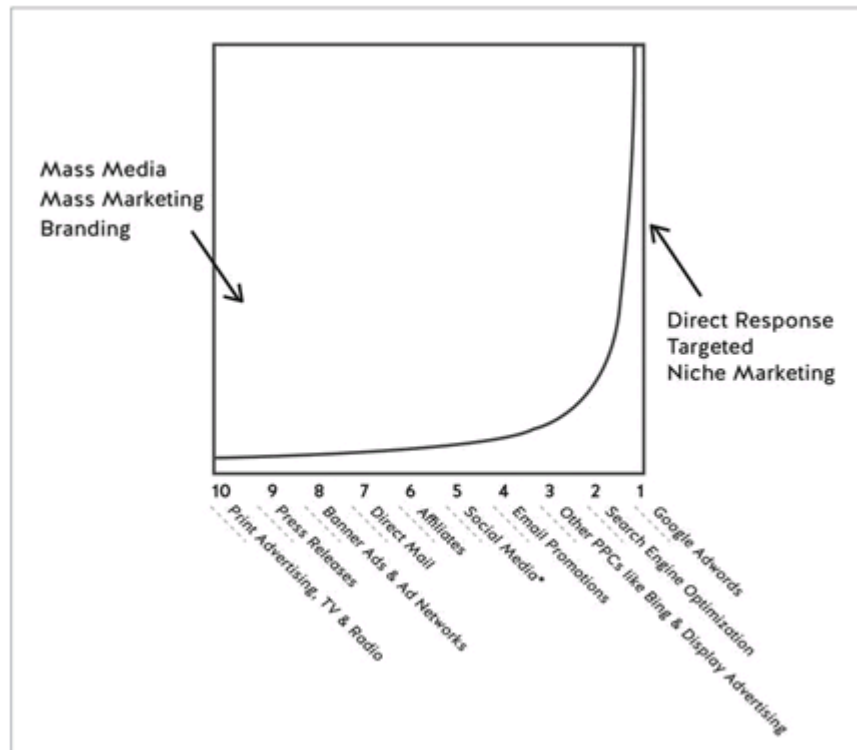 Mass Media
Mass Marketing
Branding
Direct Response
Targeted
Niche Marketing
10 9 8 7 6 5 4 3 2 1
Print Advertising, TV & Radio
Press Releases
Banner Ads & Ad Networks
Direct Mail
Affiliates
Social Media*
Email Promotions
Other PPCs like Bing & Display Advertising
Search Engine Optimization
Google Adwords